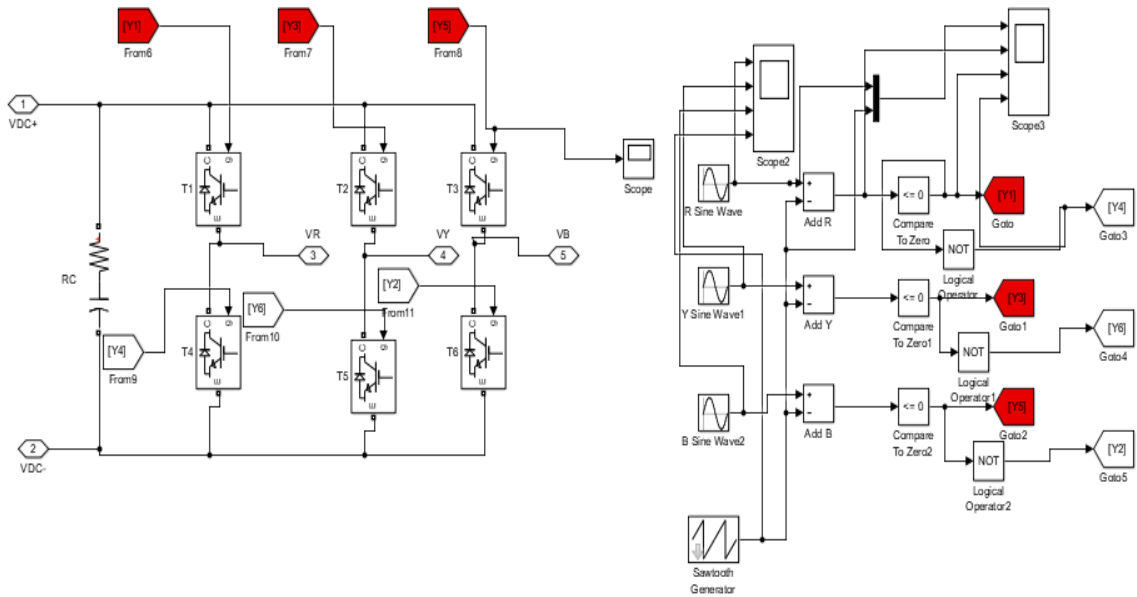 [Y1]
From6
[Y3]
From7
[Y5]
From8
1
VDC+
C
g
T1
E
C
g
T2
E
C
g
T3
E
Scope
VR
3
VY
4
VB
5
RC
[Y4]
From9
C
g
T4
E
[Y6]
From10
[Y2]
From11
C
g
T5
E
C
g
T6
E
2
VDC-
Scope2
Scope3
R Sine Wave
+
−
Add R
<= 0
Compare
To Zero
[Y1]
Goto
[Y4]
Goto3
NOT
Logical
Operator
Y Sine Wave1
+
−
Add Y
<= 0
Compare
To Zero1
[Y3]
Goto1
NOT
Logical
Operator1
[Y6]
Goto4
B Sine Wave2
+
−
Add B
<= 0
Compare
To Zero2
[Y5]
Goto2
NOT
Logical
Operator2
[Y2]
Goto5
Sawtooth
Generator